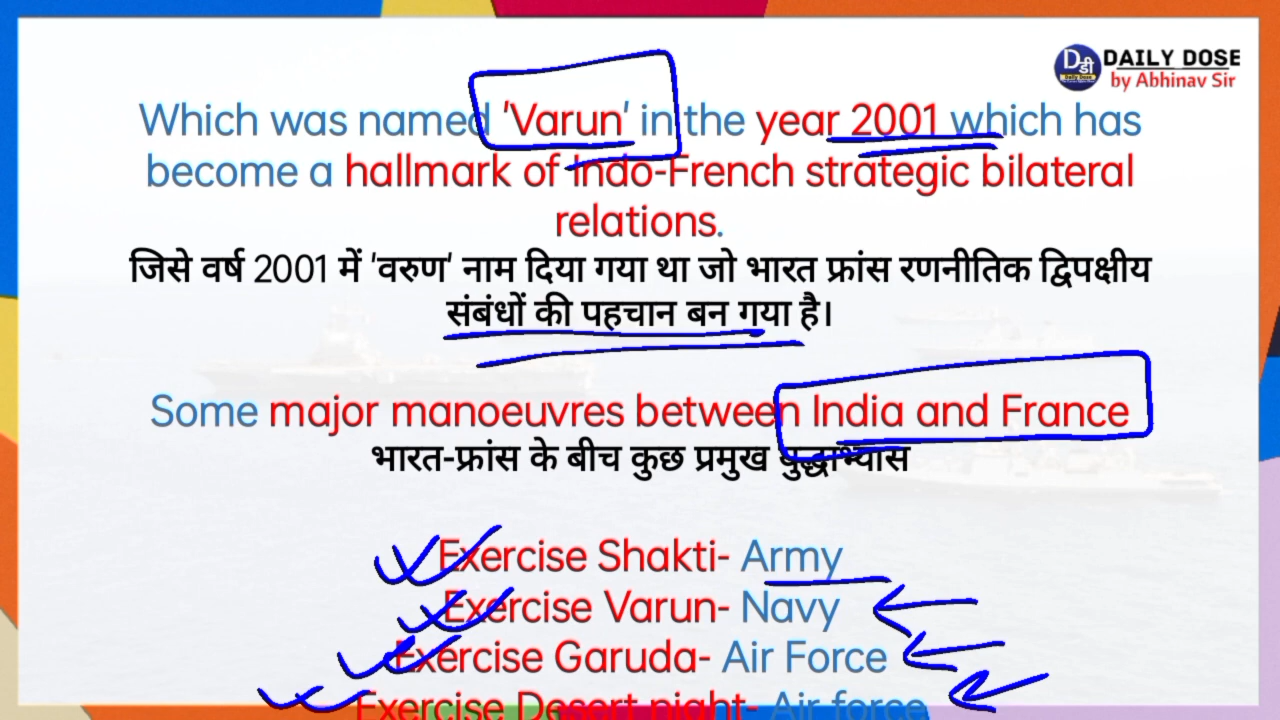 DAILY DOSE
by Abhinav Sir
Which was named 'Varun' in the year 2001 which has
become a hallmark of Indo-French strategic bilateral
relations.
जिसे वर्ष 2001 में 'वरुण' नाम दिया गया था जो भारत फ्रांस रणनीतिक द्विपक्षीय
संबंधों की पहचान बन गया है।
Some major manoeuvres between India and France
भारत-फ्रांस के बीच कुछ प्रमुख युद्धाभ्यास
Exercise Shakti- Army
Exercise Varun- Navy
Exercise Garuda- Air Force
Exercise Desert night- Air force